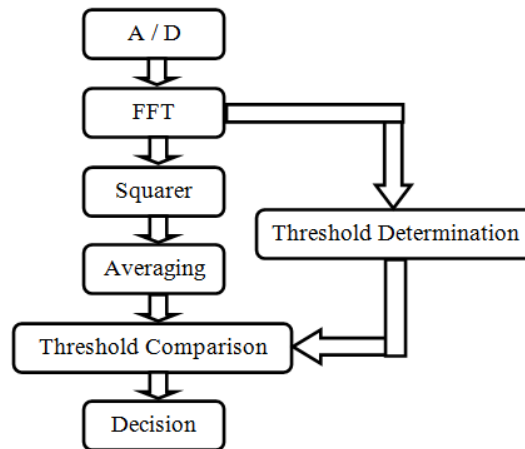 A / D
FFT
Squarer
Threshold Determination
Averaging
Threshold Comparison
Decision